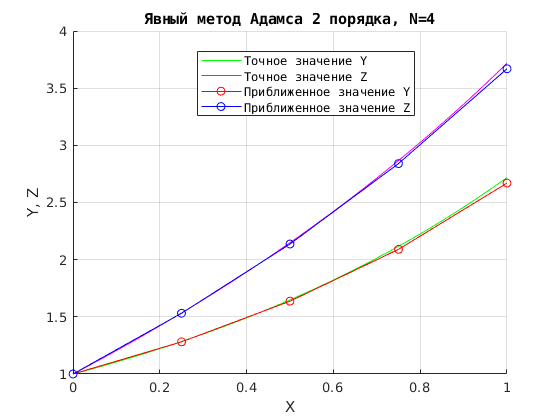 Явный метод Адамса 2 порядка, N=4
4
3.5
3
2.5
2
1.5
1
Y, Z
Точное значение Y
Точное значение Z
Приближенное значение Y
Приближенное значение Z
0
0.2
0.4
0.6
0.8
1
X